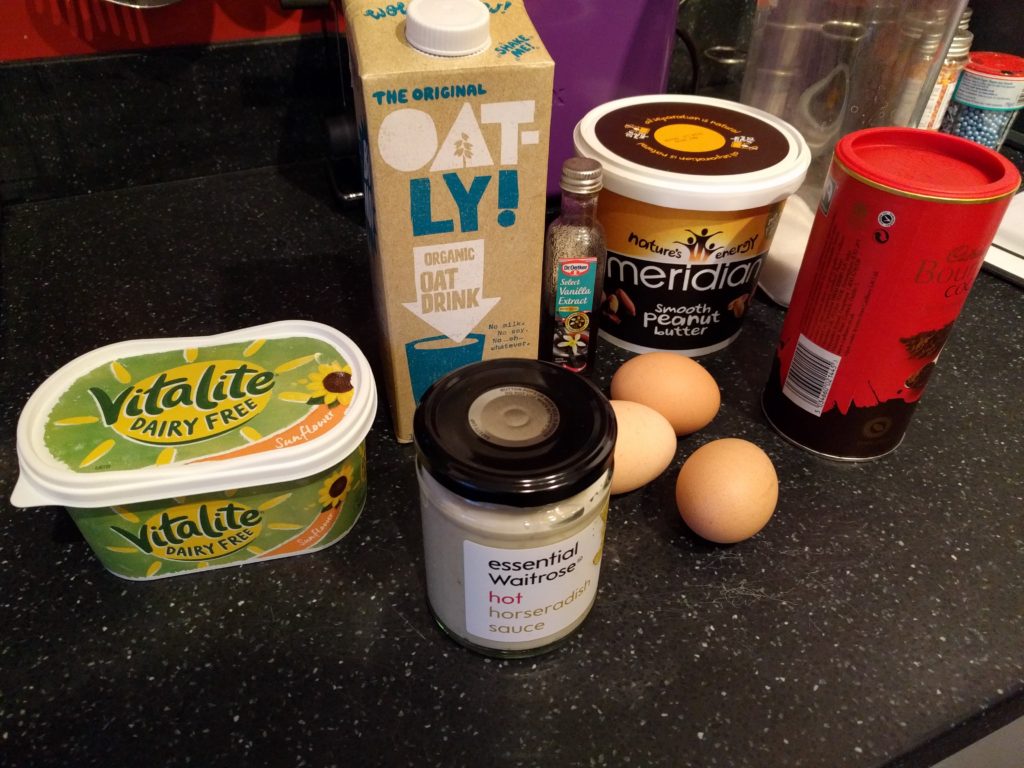 SHAKE ME!
THE ORIGINAL
OAT-
LY!
ORGANIC
OAT
DRINK
No milk.
No soy.
No -eh-
whatever.
Dr. Oetker
Select
Vanilla
Extract
nature's energy
meridian
Smooth
peanut
butter
Vitalite
DAIRY FREE
Sunflower
Vitalite
DAIRY FREE
Sunflower
essential
Waitrose
hot
horseradish
sauce